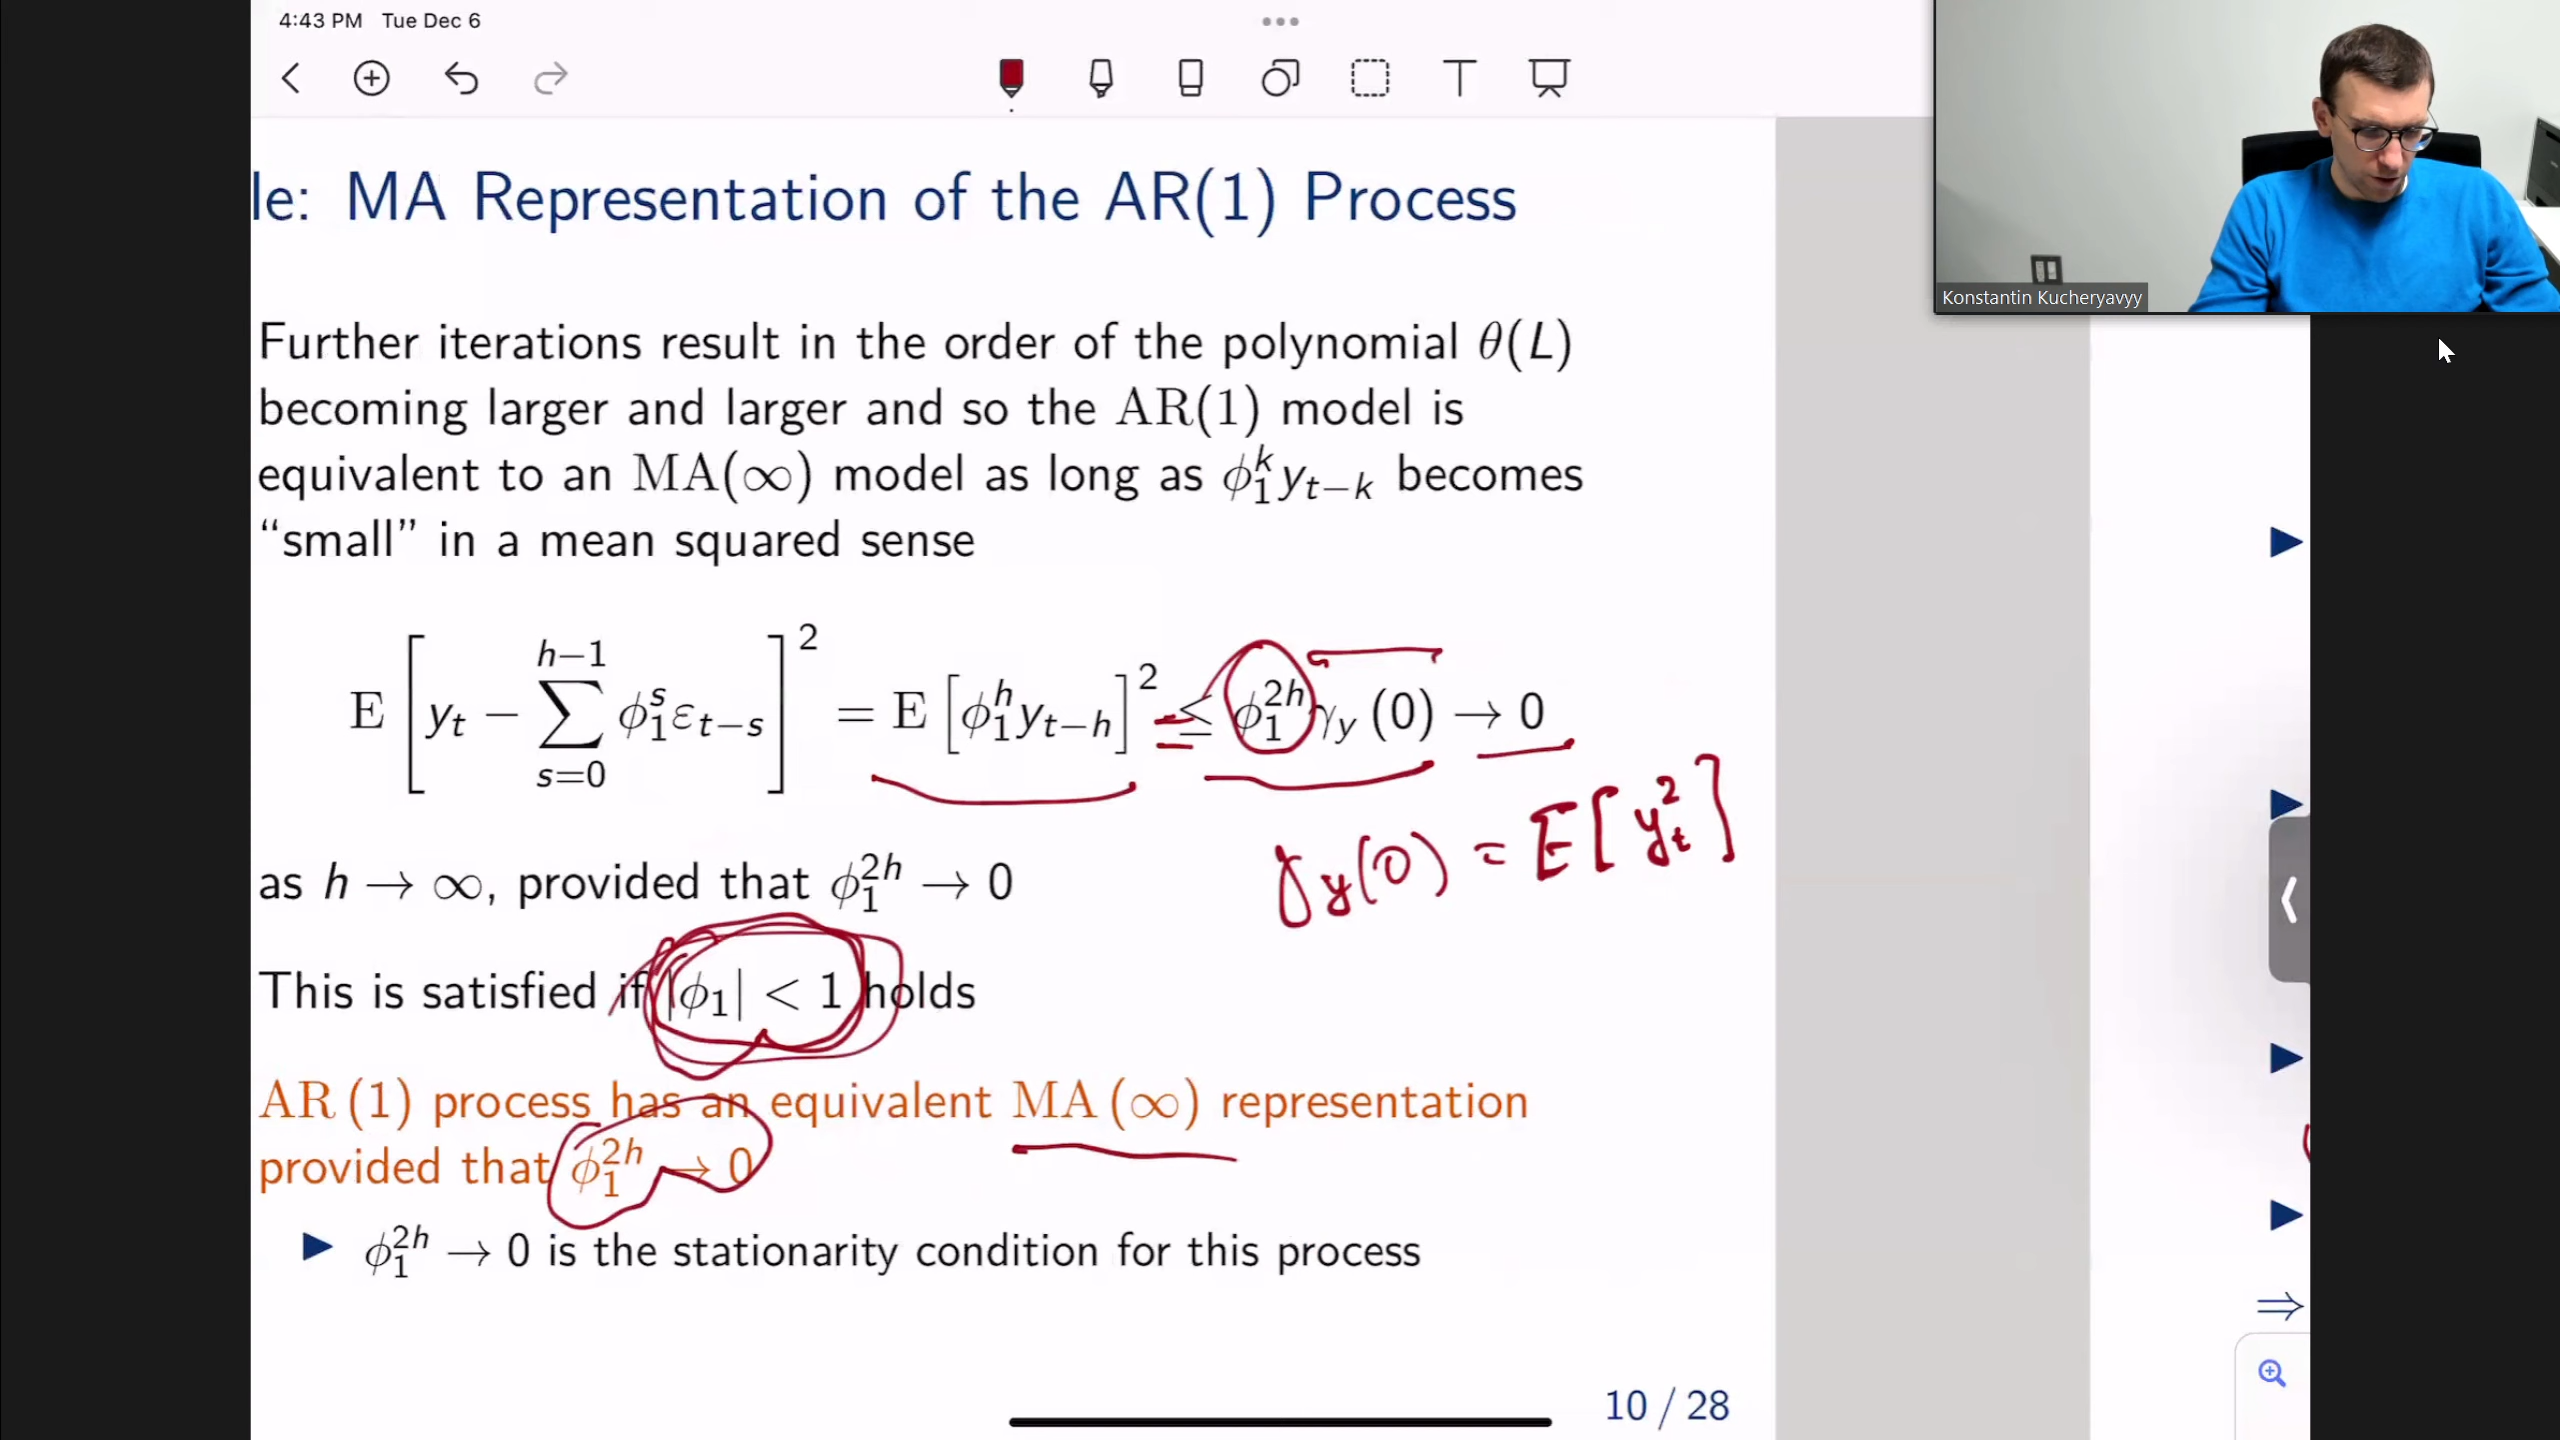 4:43 PM Tue Dec 6
le: MA Representation of the AR(1) Process
Konstantin Kucheryavyy
Further iterations result in the order of the polynomial θ(L)
becoming larger and larger and so the AR(1) model is
equivalent to an MA(∞) model as long as ϕ₁ᵏyₜ₋ₖ becomes
“small” in a mean squared sense
E [yₜ − ∑_{s=0}^{h−1} ϕ₁ˢεₜ₋ₛ]² = E [ϕ₁ʰyₜ₋ₕ]² ≤ ϕ₁²ʰγ_y (0) → 0
γ_y(0) = E[yₜ²]
as h → ∞, provided that ϕ₁²ʰ → 0
This is satisfied if |ϕ₁| < 1 holds
AR (1) process has an equivalent MA (∞) representation
provided that ϕ₁²ʰ → 0
▶ ϕ₁²ʰ → 0 is the stationarity condition for this process
10 / 28